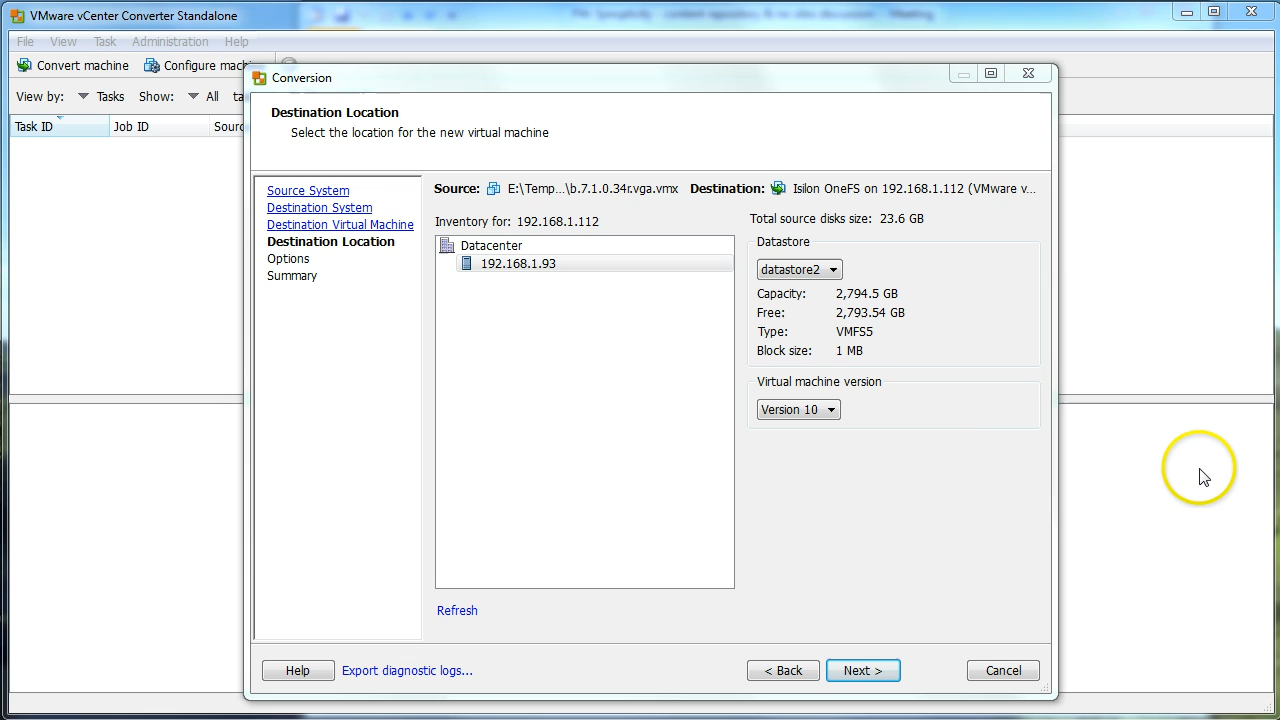 VMware vCenter Converter Standalone
File View Task Administration Help
Convert machine Configure
View by: Tasks Show: All
Task ID Job ID
Conversion
Destination Location
Select the location for the new virtual machine
Source System
Destination System
Destination Virtual Machine
Destination Location
Options
Summary
Source: E:\Temp...\b.7.1.0.34r.vga.vmx Destination: Isilon OneFS on 192.168.1.112 (VMware v...
Inventory for: 192.168.1.112
Datacenter
192.168.1.93
Refresh
Total source disks size: 23.6 GB
Datastore
datastore2
Capacity: 2,794.5 GB
Free: 2,793.54 GB
Type: VMFS5
Block size: 1 MB
Virtual machine version
Version 10
Help Export diagnostic logs... < Back Next > Cancel